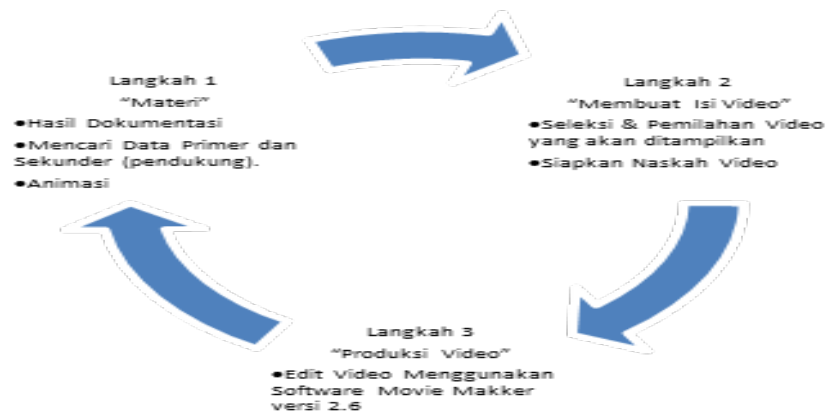 Langkah 1
“Materi”
●Hasil Dokumentasi
●Mencari Data Primer dan
Sekunder (pendukung).
●Animasi
Langkah 2
“Membuat Isi Video”
●Seleksi & Pemilahan Video
yang akan ditampilkan
●Siapkan Naskah Video
Langkah 3
“Produksi Video”
●Edit Video Menggunakan
Software Movie Makker
versi 2.6